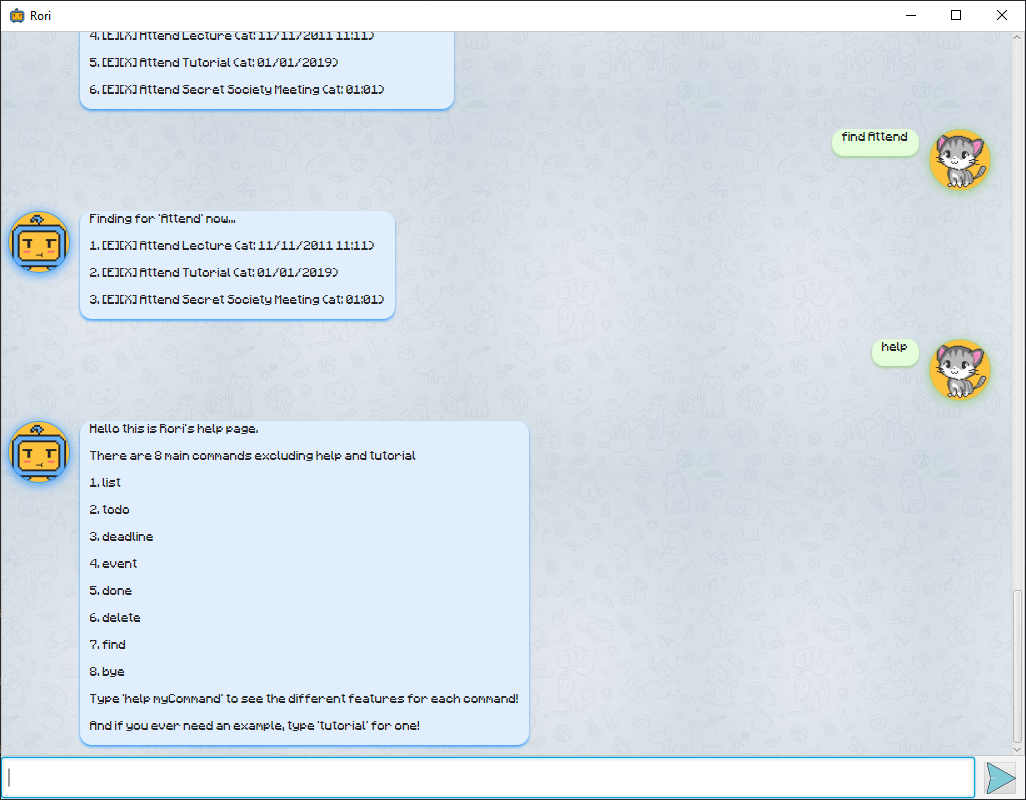 Rori
4. [E][X] Attend Lecture (at: 11/11/2011 11:11)
5. [E][X] Attend Tutorial (at: 01/01/2019)
6. [E][X] Attend Secret Society Meeting (at: 01:01)
find Attend
Finding for 'Attend' now...
1. [E][X] Attend Lecture (at: 11/11/2011 11:11)
2. [E][X] Attend Tutorial (at: 01/01/2019)
3. [E][X] Attend Secret Society Meeting (at: 01:01)
help
Hello this is Rori's help page.
There are 8 main commands excluding help and tutorial
1. list
2. todo
3. deadline
4. event
5. done
6. delete
7. find
8. bye
Type 'help myCommand' to see the different features for each command!
And if you ever need an example, type 'tutorial' for one!